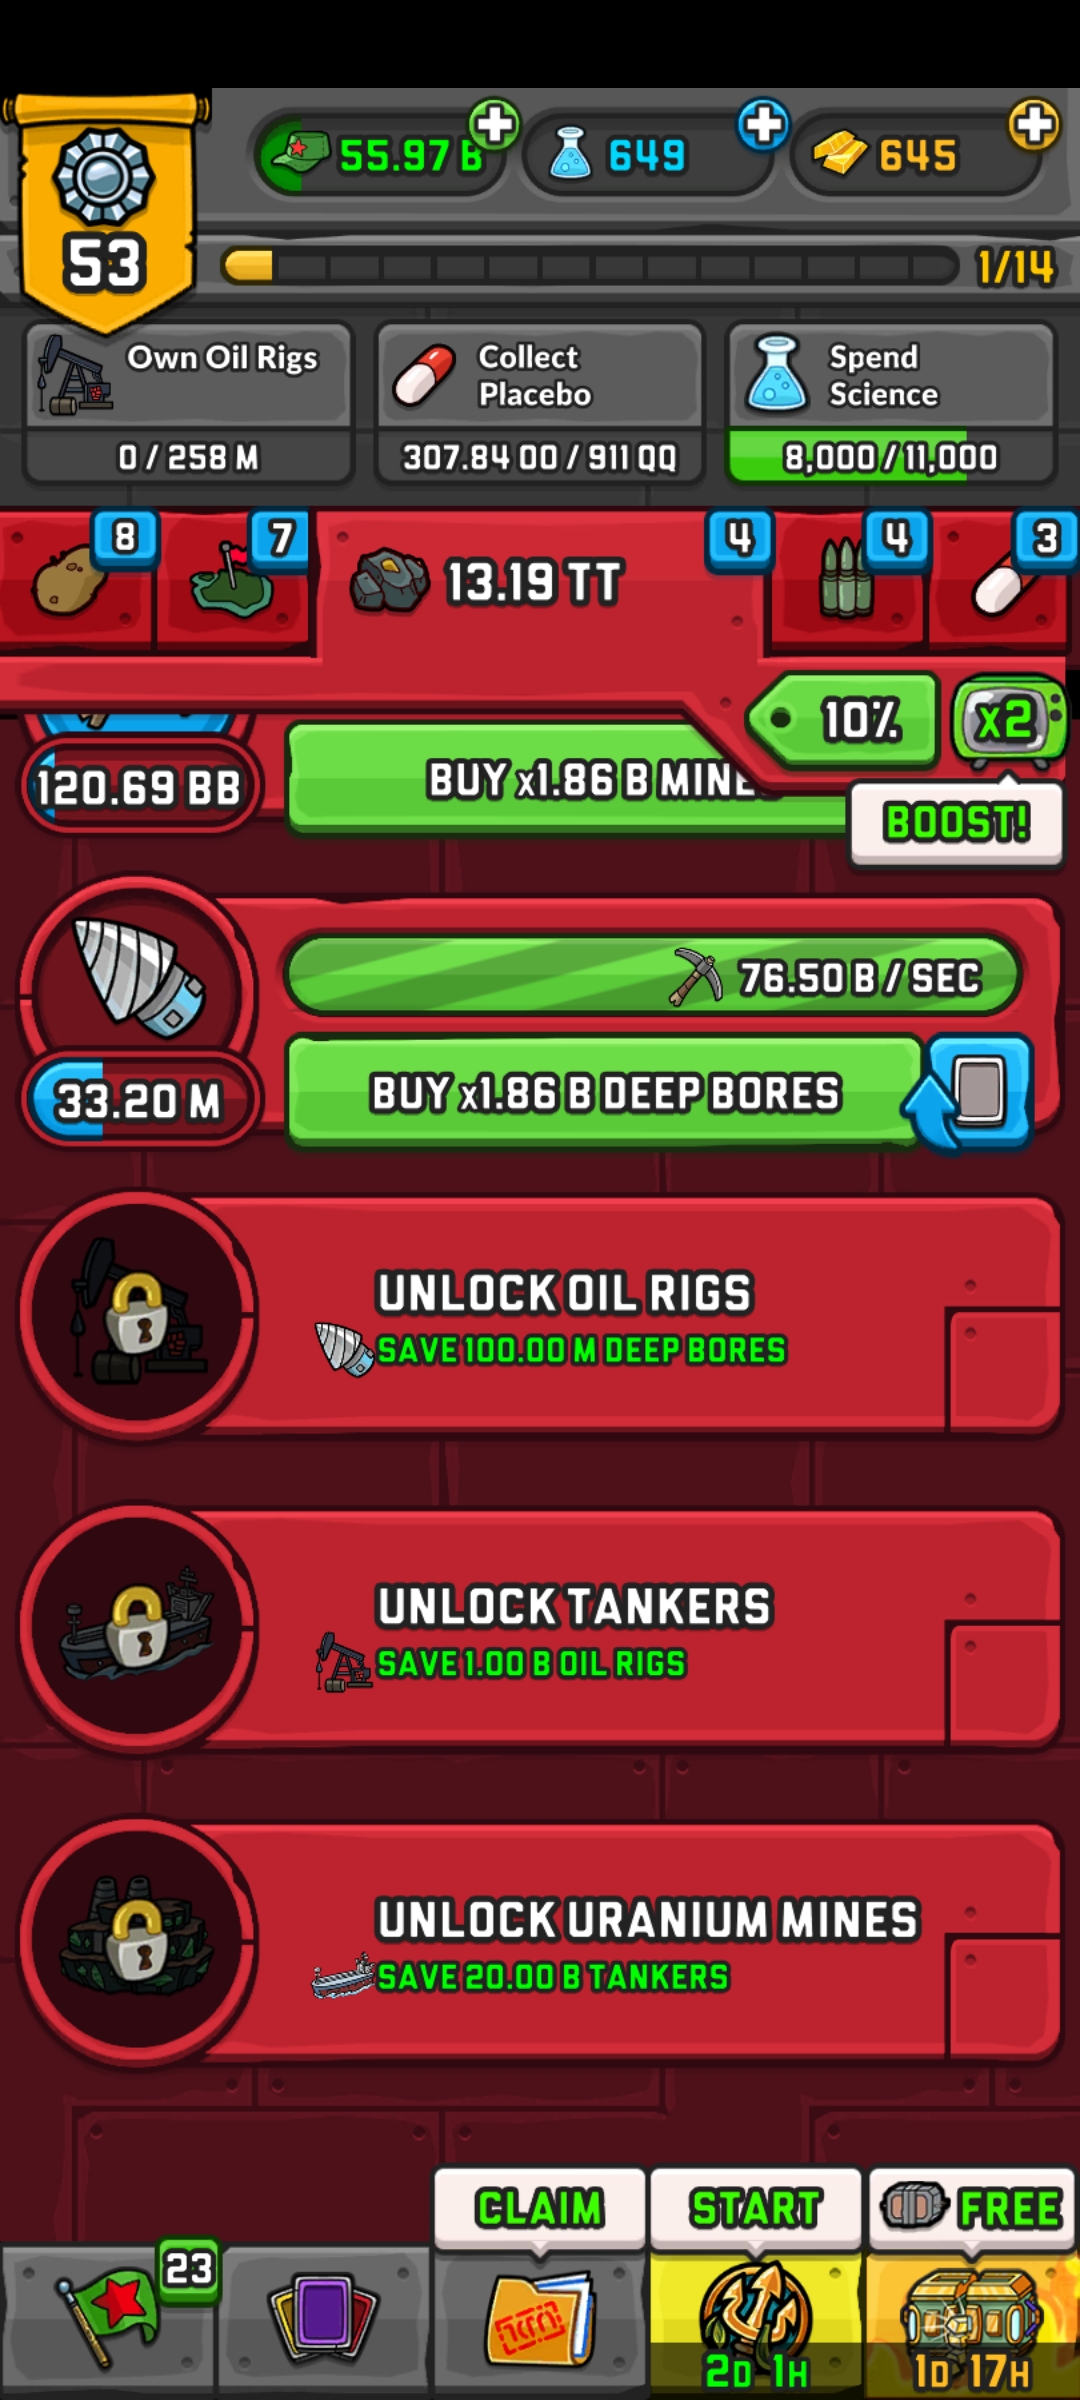 55.97 B
649
645
53
1/14
Own Oil Rigs
0 / 258 M
Collect
Placebo
307.84 OO / 911 QQ
Spend
Science
8,000 / 11,000
8
7
13.19 TT
4
4
3
10%
x2
BOOST!
120.69 BB
BUY x1.86 B MINE
76.50 B / SEC
33.20 M
BUY x1.86 B DEEP BORES
UNLOCK OIL RIGS
SAVE 100.00 M DEEP BORES
UNLOCK TANKERS
SAVE 1.00 B OIL RIGS
UNLOCK URANIUM MINES
SAVE 20.00 B TANKERS
CLAIM
START
FREE
23
2D 1H
1D 17H